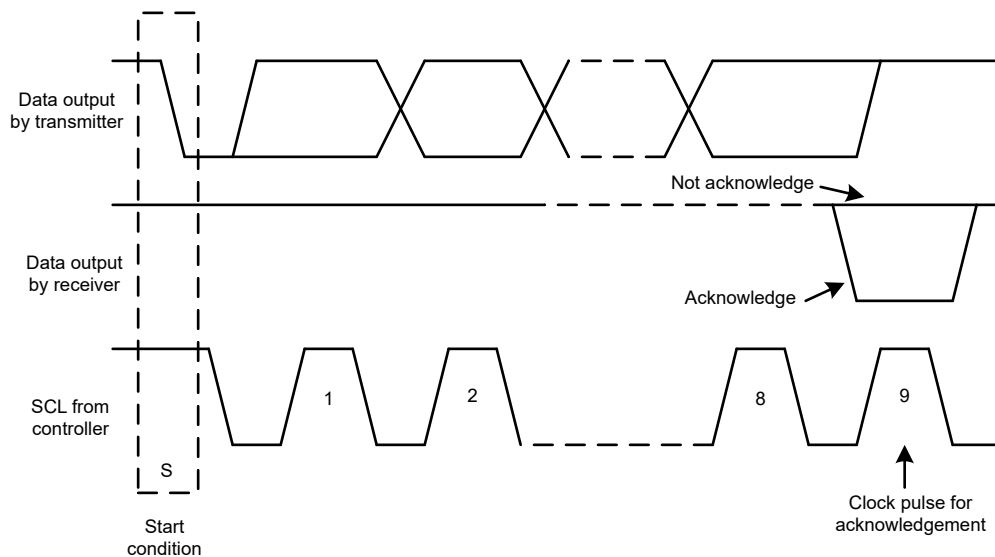 Data output
by transmitter
Not acknowledge
Data output
by receiver
Acknowledge
SCL from
controller
1
2
8
9
S
Start
condition
Clock pulse for
acknowledgement